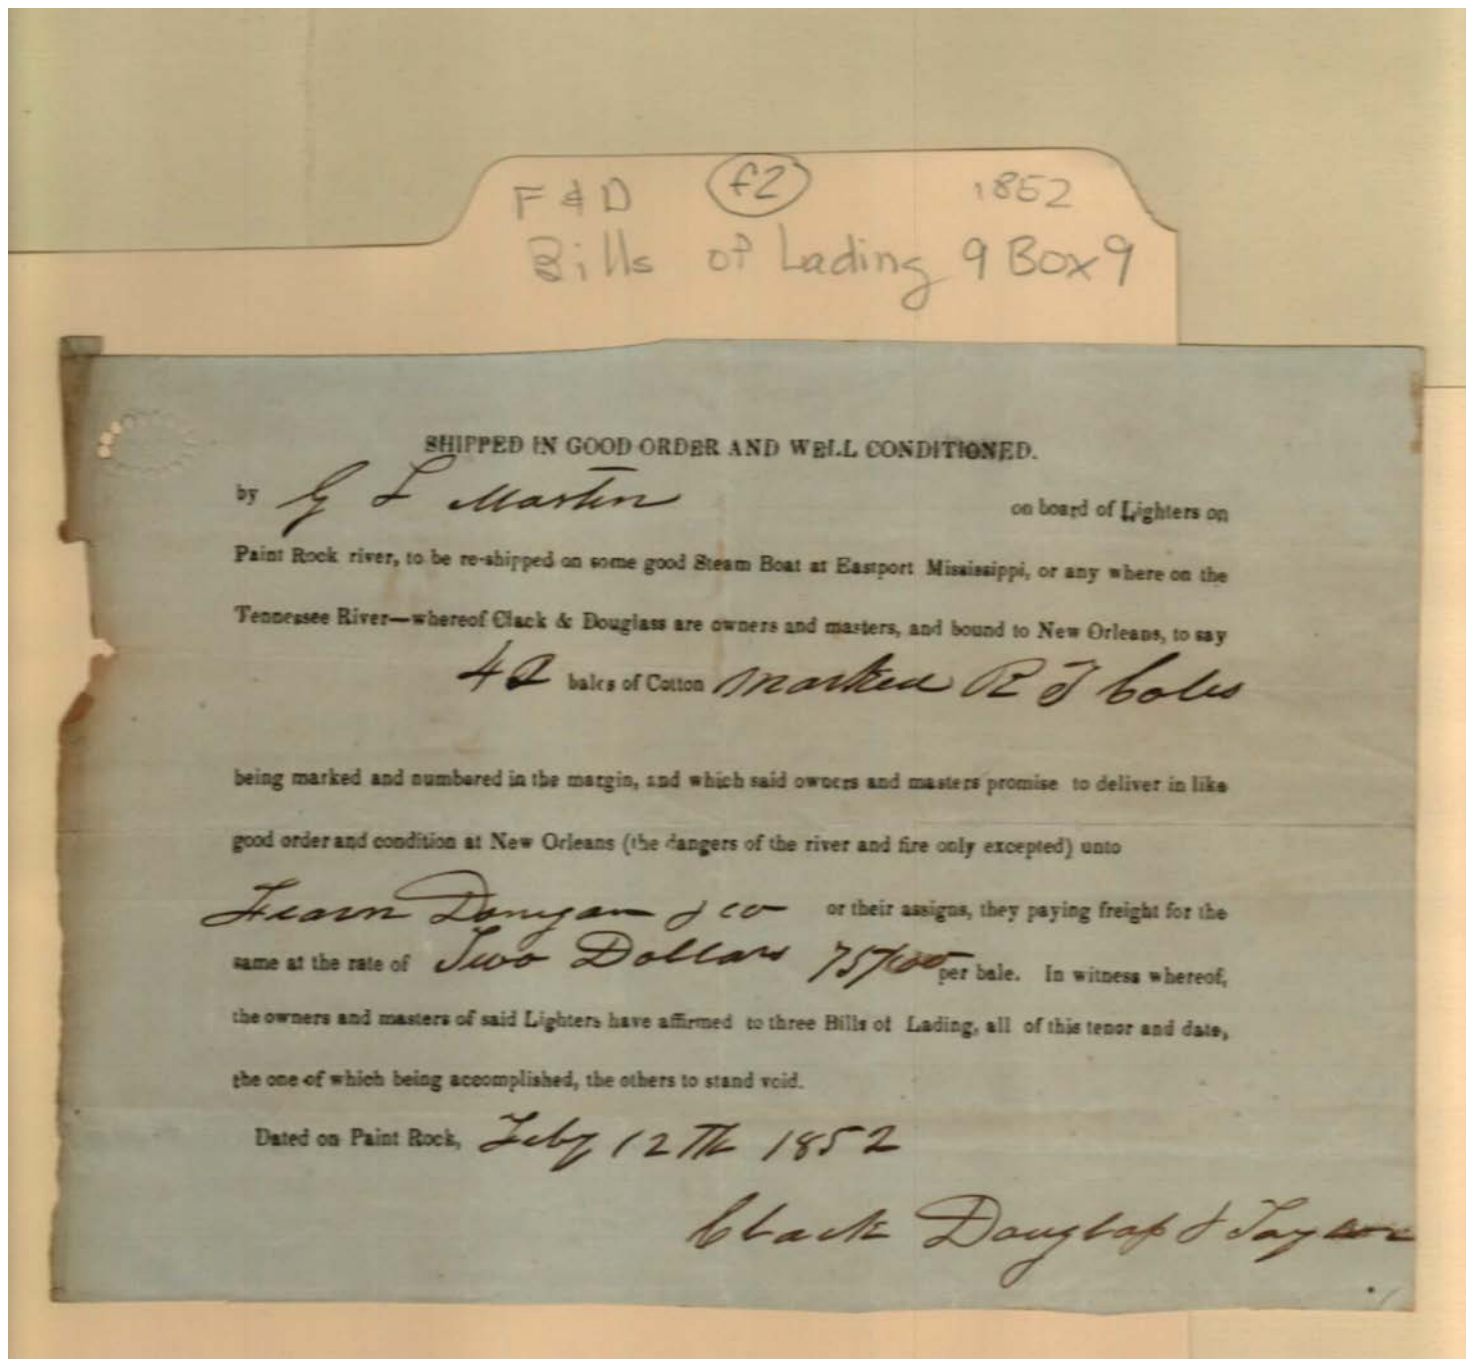 F & D f2 1852
Bills of Lading 9 Box 9
SHIPPED IN GOOD ORDER AND WELL CONDITIONED.
by G L Martin on board of Lighters on
Paint Rock river, to be re-shipped on some good Steam Boat at Eastport Mississippi, or any where on the
Tennessee River—whereof Clack & Douglass are owners and masters, and bound to New Orleans, to say
42 bales of Cotton marked R T Coles
being marked and numbered in the margin, and which said owners and masters promise to deliver in like
good order and condition at New Orleans (the dangers of the river and fire only excepted) unto
Fearn Donegan & co or their assigns, they paying freight for the
same at the rate of Two Dollars 75/100 per bale. In witness whereof,
the owners and masters of said Lighters have affirmed to three Bills of Lading, all of this tenor and date,
the one of which being accomplished, the others to stand void.
Dated on Paint Rock, Feby 12Th 1852
Clack Douglass & Taylor